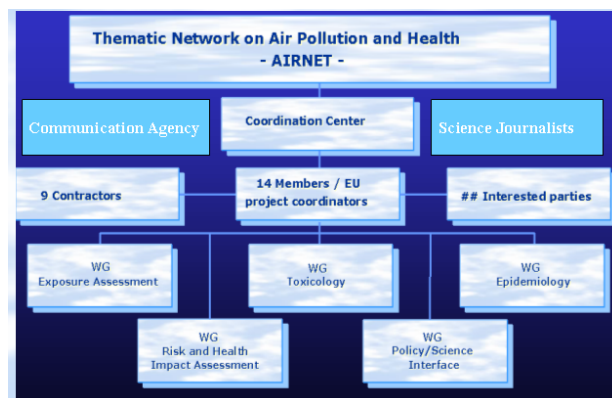 Thematic Network on Air Pollution and Health
- AIRNET -
Communication Agency
Coordination Center
Science Journalists
9 Contractors
14 Members / EU
project coordinators
## Interested parties
WG
Exposure Assessment
WG
Toxicology
WG
Epidemiology
WG
Risk and Health
Impact Assessment
WG
Policy/Science
Interface